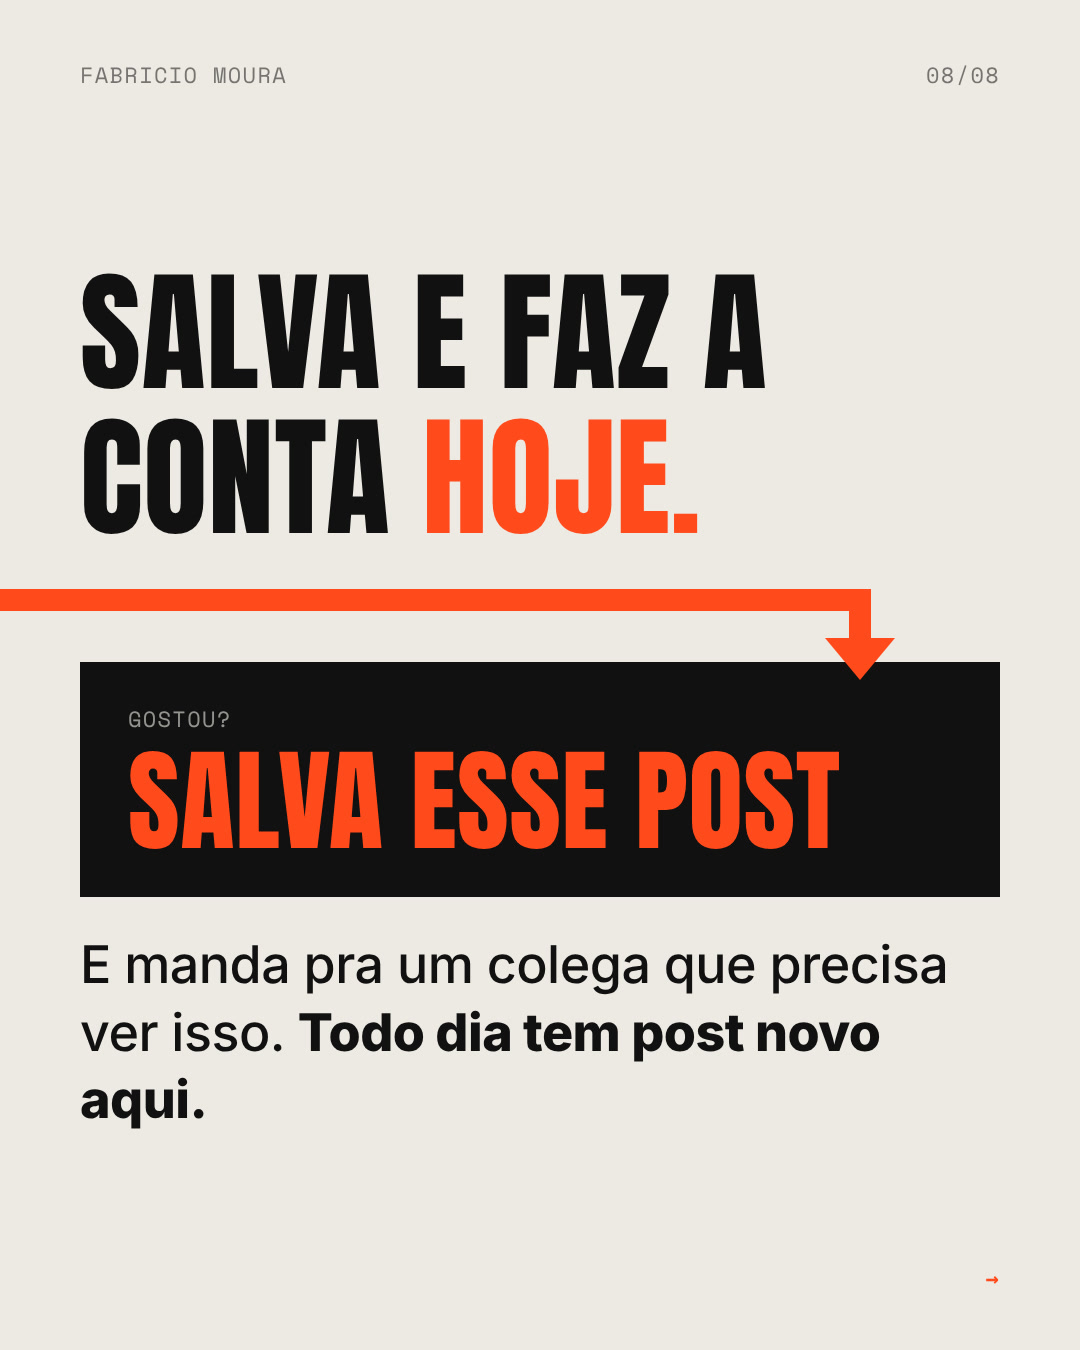 FABRICIO MOURA
08/08
SALVA E FAZ A
CONTA HOJE.
GOSTOU?
SALVA ESSE POST
E manda pra um colega que precisa
ver isso. Todo dia tem post novo
aqui.
→